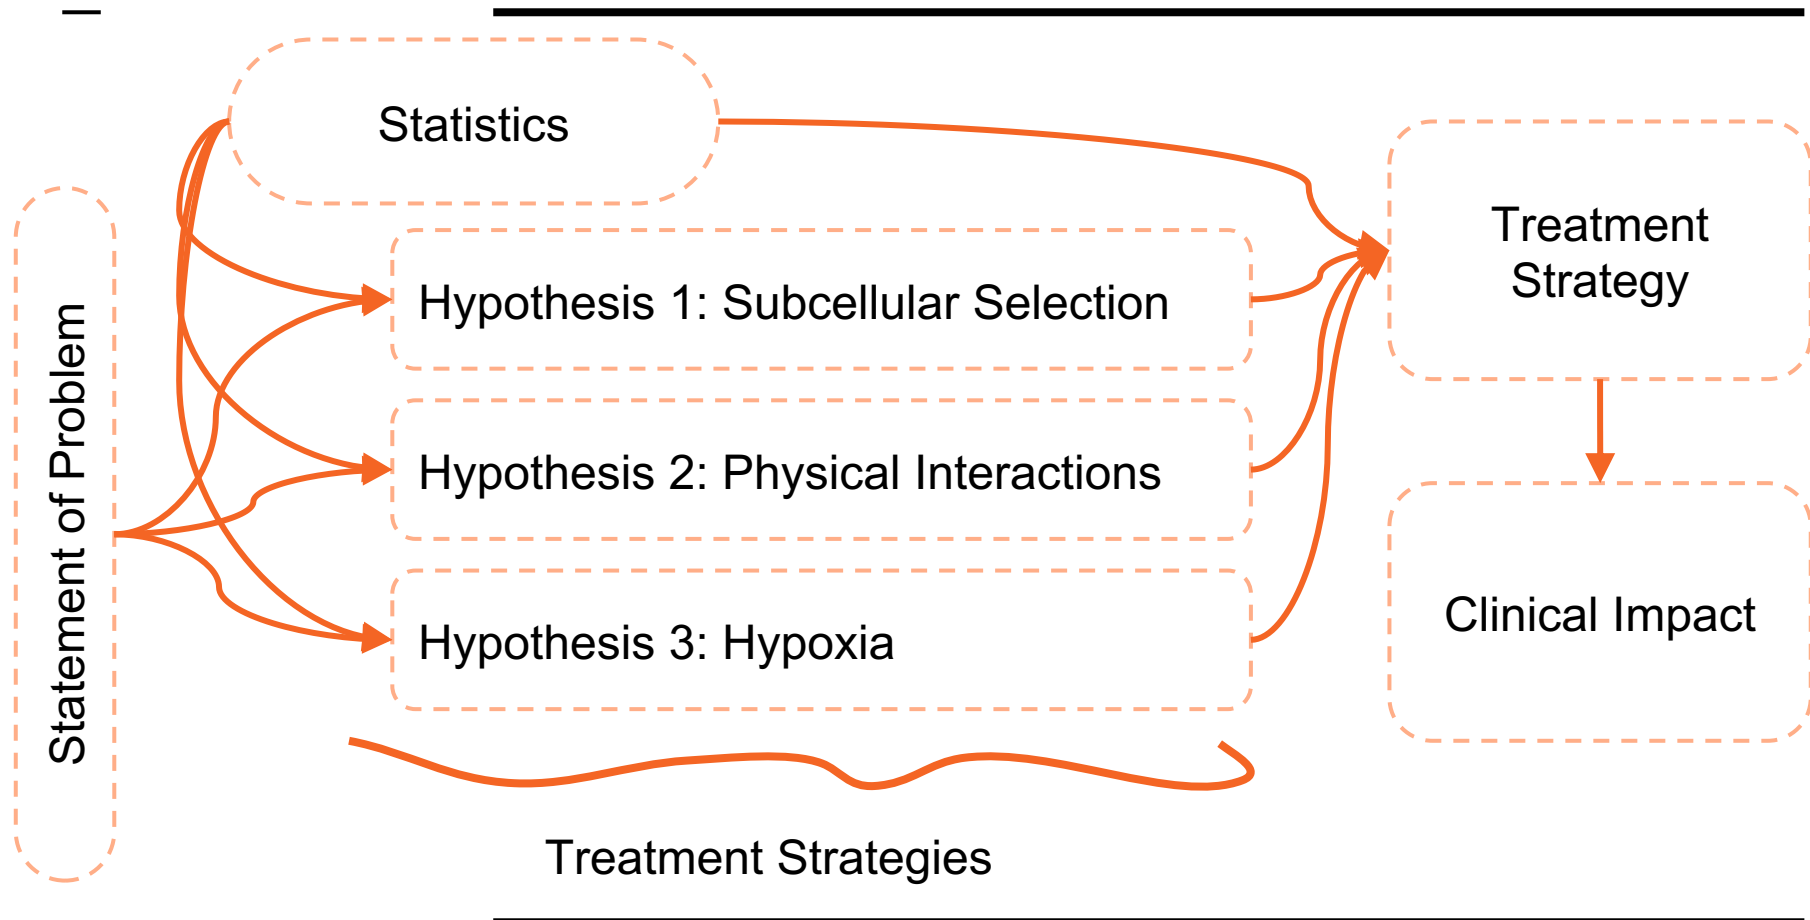 Statistics
Statement of Problem
Hypothesis 1: Subcellular Selection
Hypothesis 2: Physical Interactions
Hypothesis 3: Hypoxia
Treatment Strategies
Treatment
Strategy
Clinical Impact